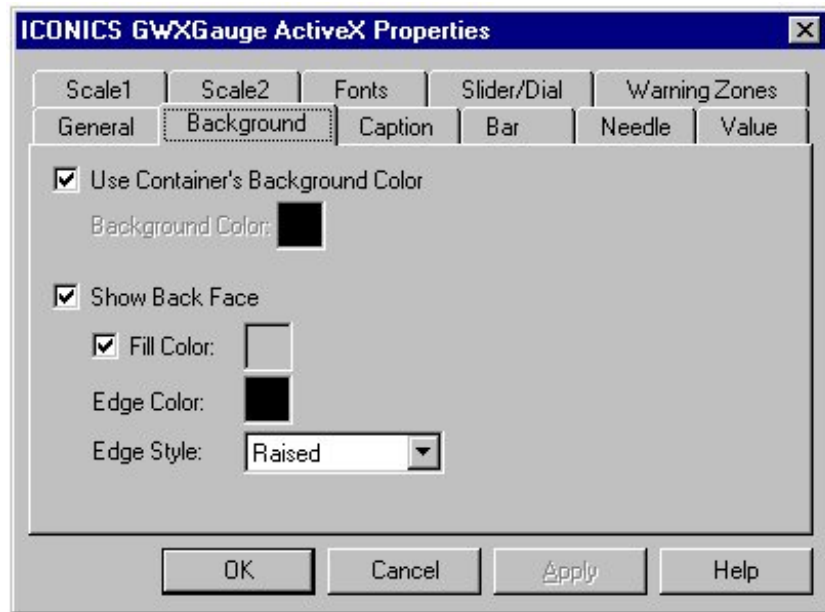 ICONICS GWXGauge ActiveX Properties
Scale1 Scale2 Fonts Slider/Dial Warning Zones
General Background Caption Bar Needle Value
Use Container's Background Color
Background Color:
Show Back Face
Fill Color:
Edge Color:
Edge Style: Raised
OK Cancel Apply Help